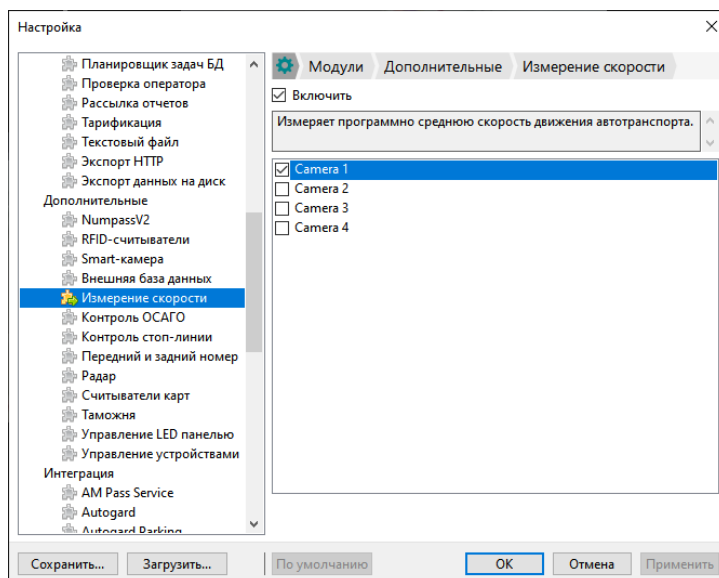 Настройка
Планировщик задач БД
Проверка оператора
Рассылка отчетов
Тарификация
Текстовый файл
Экспорт HTTP
Экспорт данных на диск
Дополнительные
NumpassV2
RFID-считыватели
Smart-камера
Внешняя база данных
Измерение скорости
Контроль ОСАГО
Контроль стоп-линии
Передний и задний номер
Радар
Считыватели карт
Таможня
Управление LED панелью
Управление устройствами
Интеграция
AM Pass Service
Autogard
Autogard Parking
Модули Дополнительные Измерение скорости
Включить
Измеряет программно среднюю скорость движения автотранспорта.
Camera 1
Camera 2
Camera 3
Camera 4
Сохранить... Загрузить... По умолчанию OK Отмена Применить